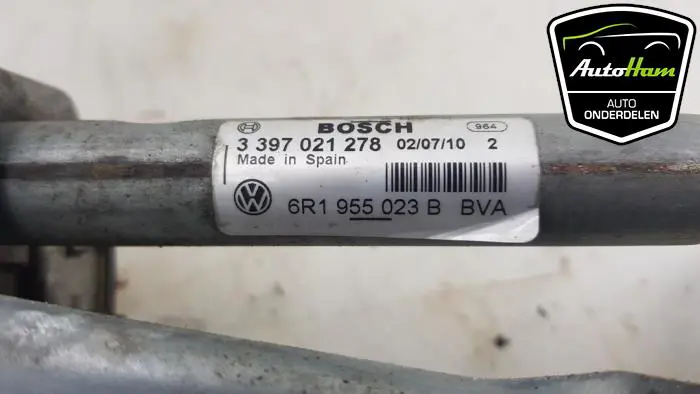 BOSCH 964
3 397 021 278 02/07/10 2
Made in Spain
VW 6R1 955 023 B BVA
AutoHam
AUTO
ONDERDELEN